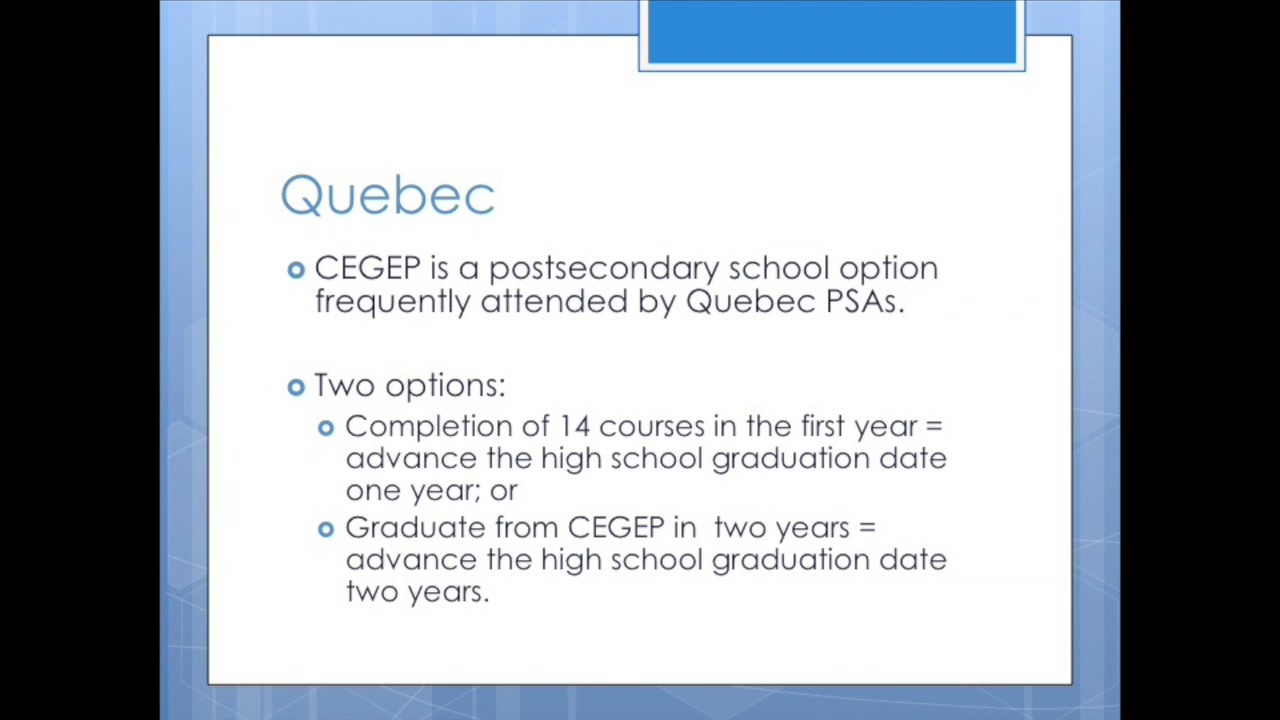 Quebec
CEGEP is a postsecondary school option
frequently attended by Quebec PSAs.
Two options:
Completion of 14 courses in the first year =
advance the high school graduation date
one year; or
Graduate from CEGEP in  two years =
advance the high school graduation date
two years.